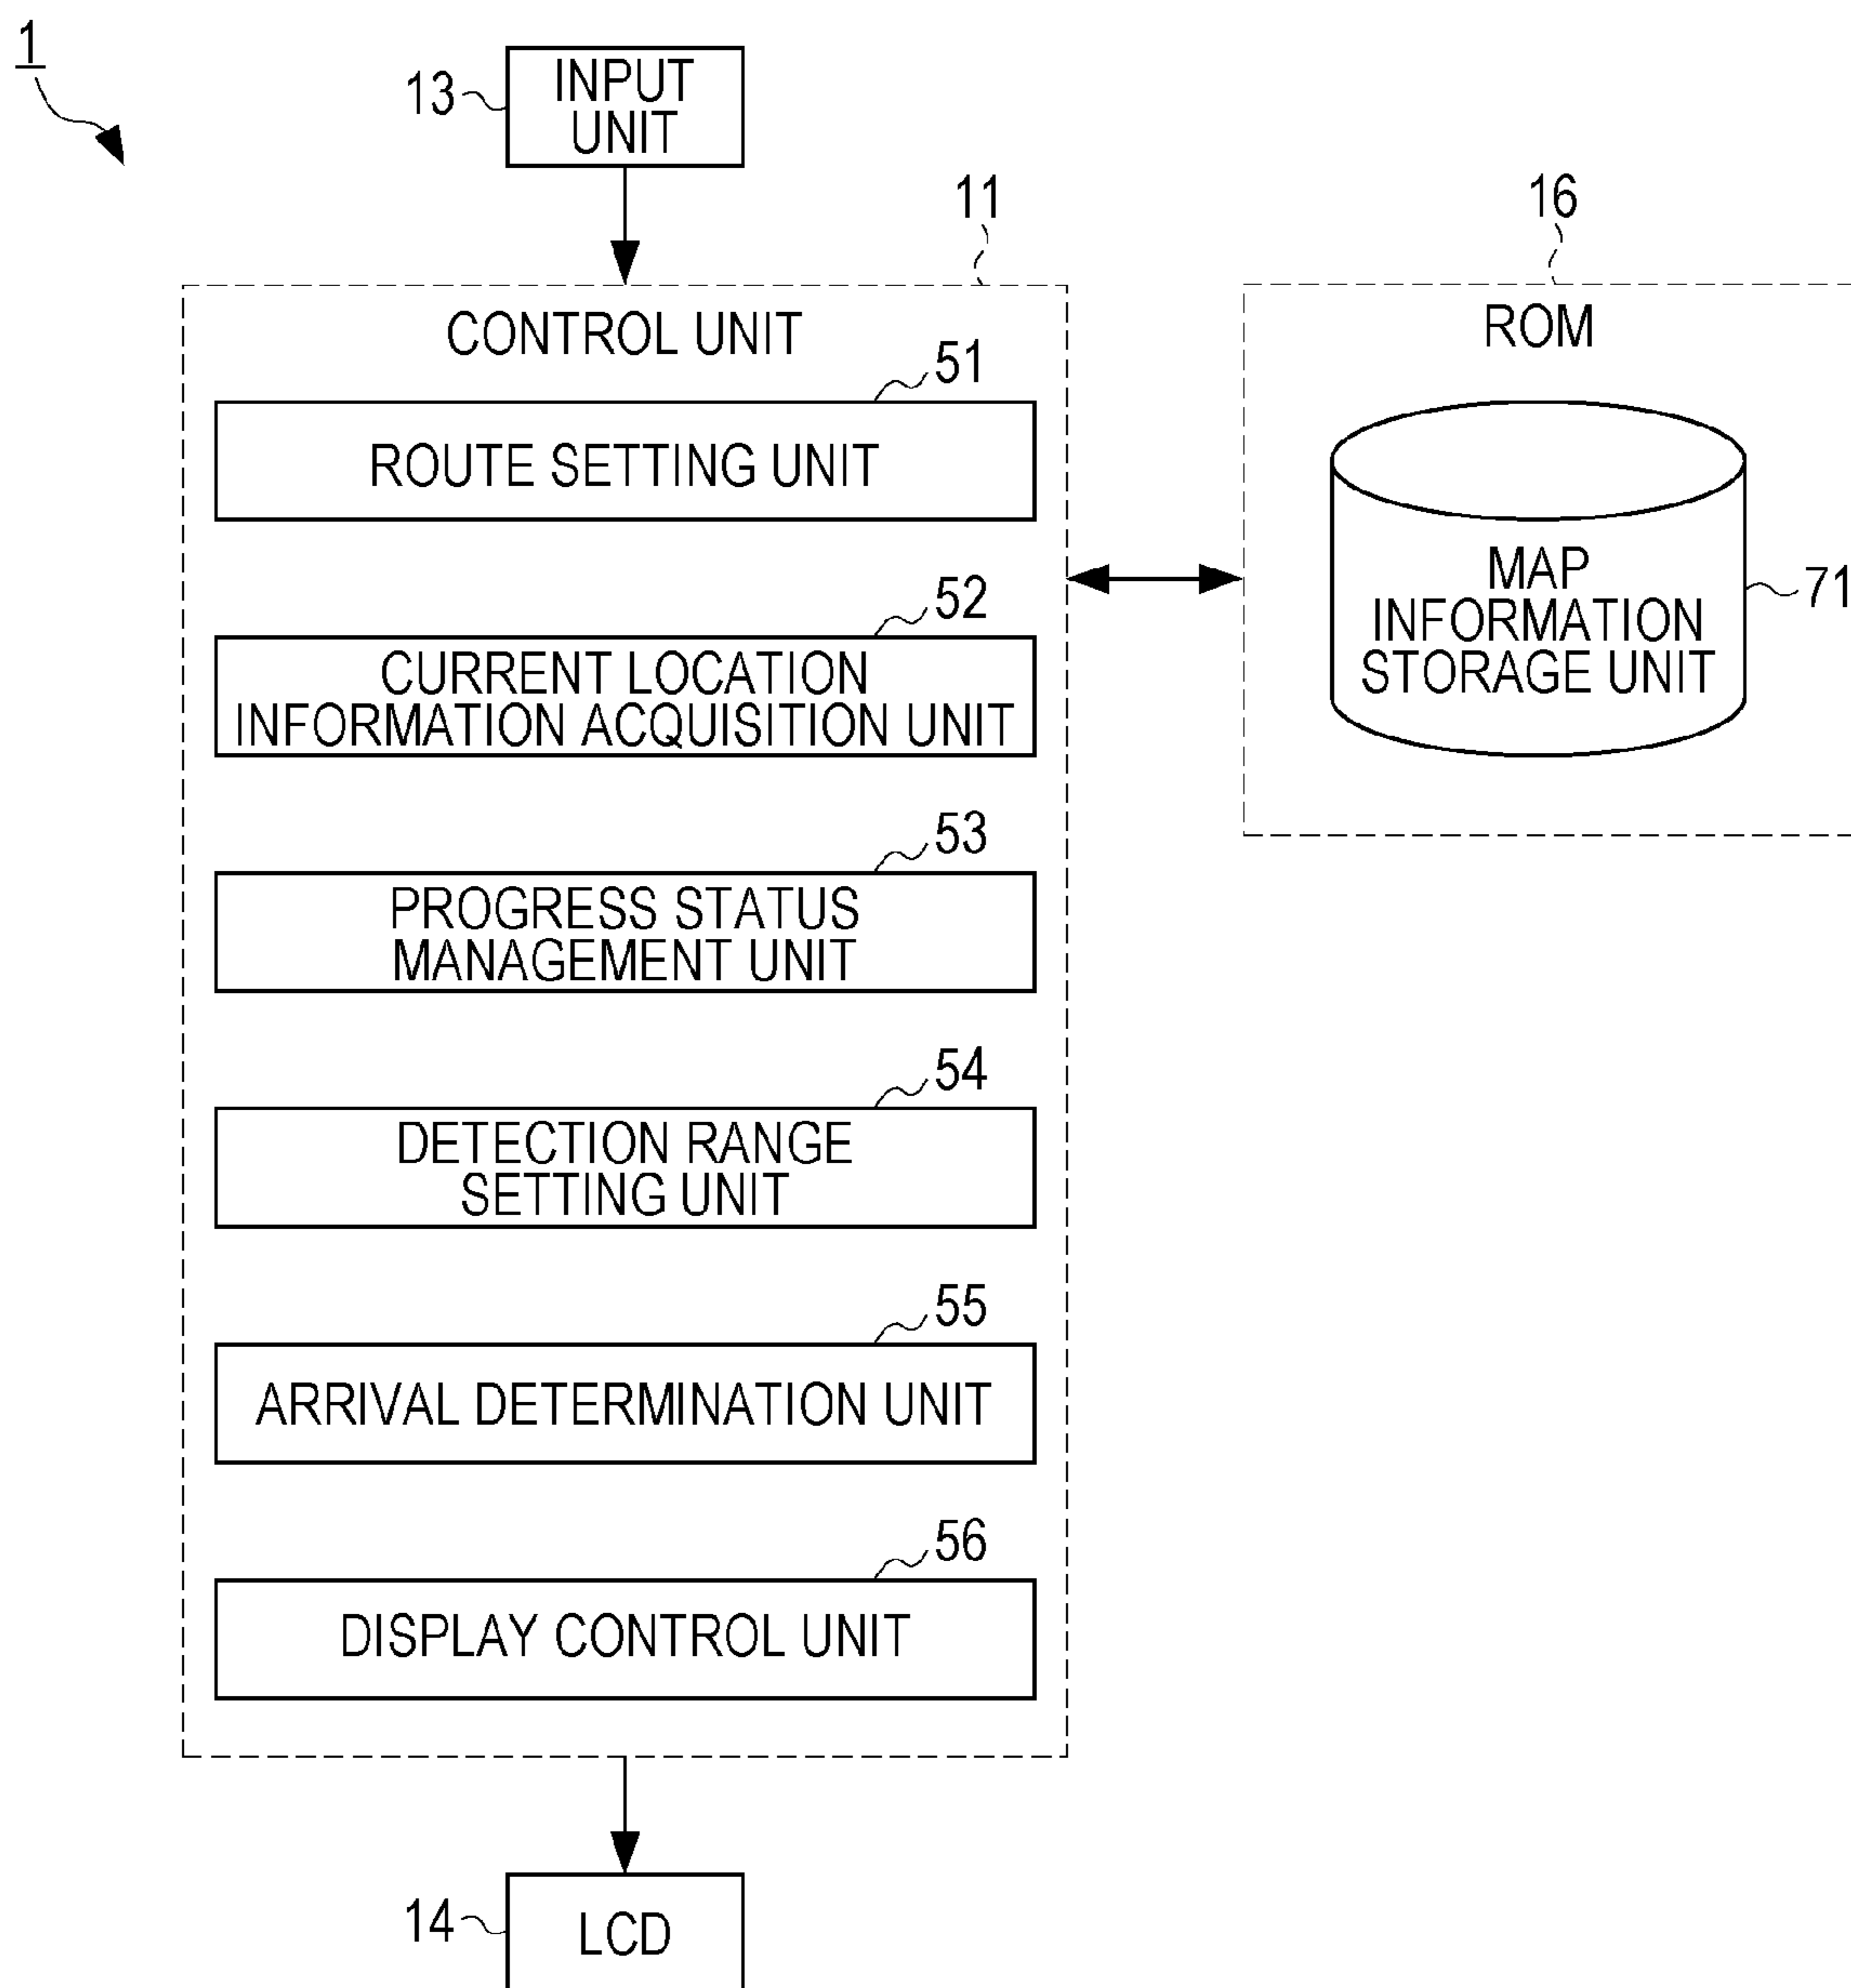 1
13
INPUT
UNIT
11
16
CONTROL UNIT
ROM
51
ROUTE SETTING UNIT
52
CURRENT LOCATION
INFORMATION ACQUISITION UNIT
MAP
INFORMATION
STORAGE UNIT
71
53
PROGRESS STATUS
MANAGEMENT UNIT
54
DETECTION RANGE
SETTING UNIT
55
ARRIVAL DETERMINATION UNIT
56
DISPLAY CONTROL UNIT
14
LCD